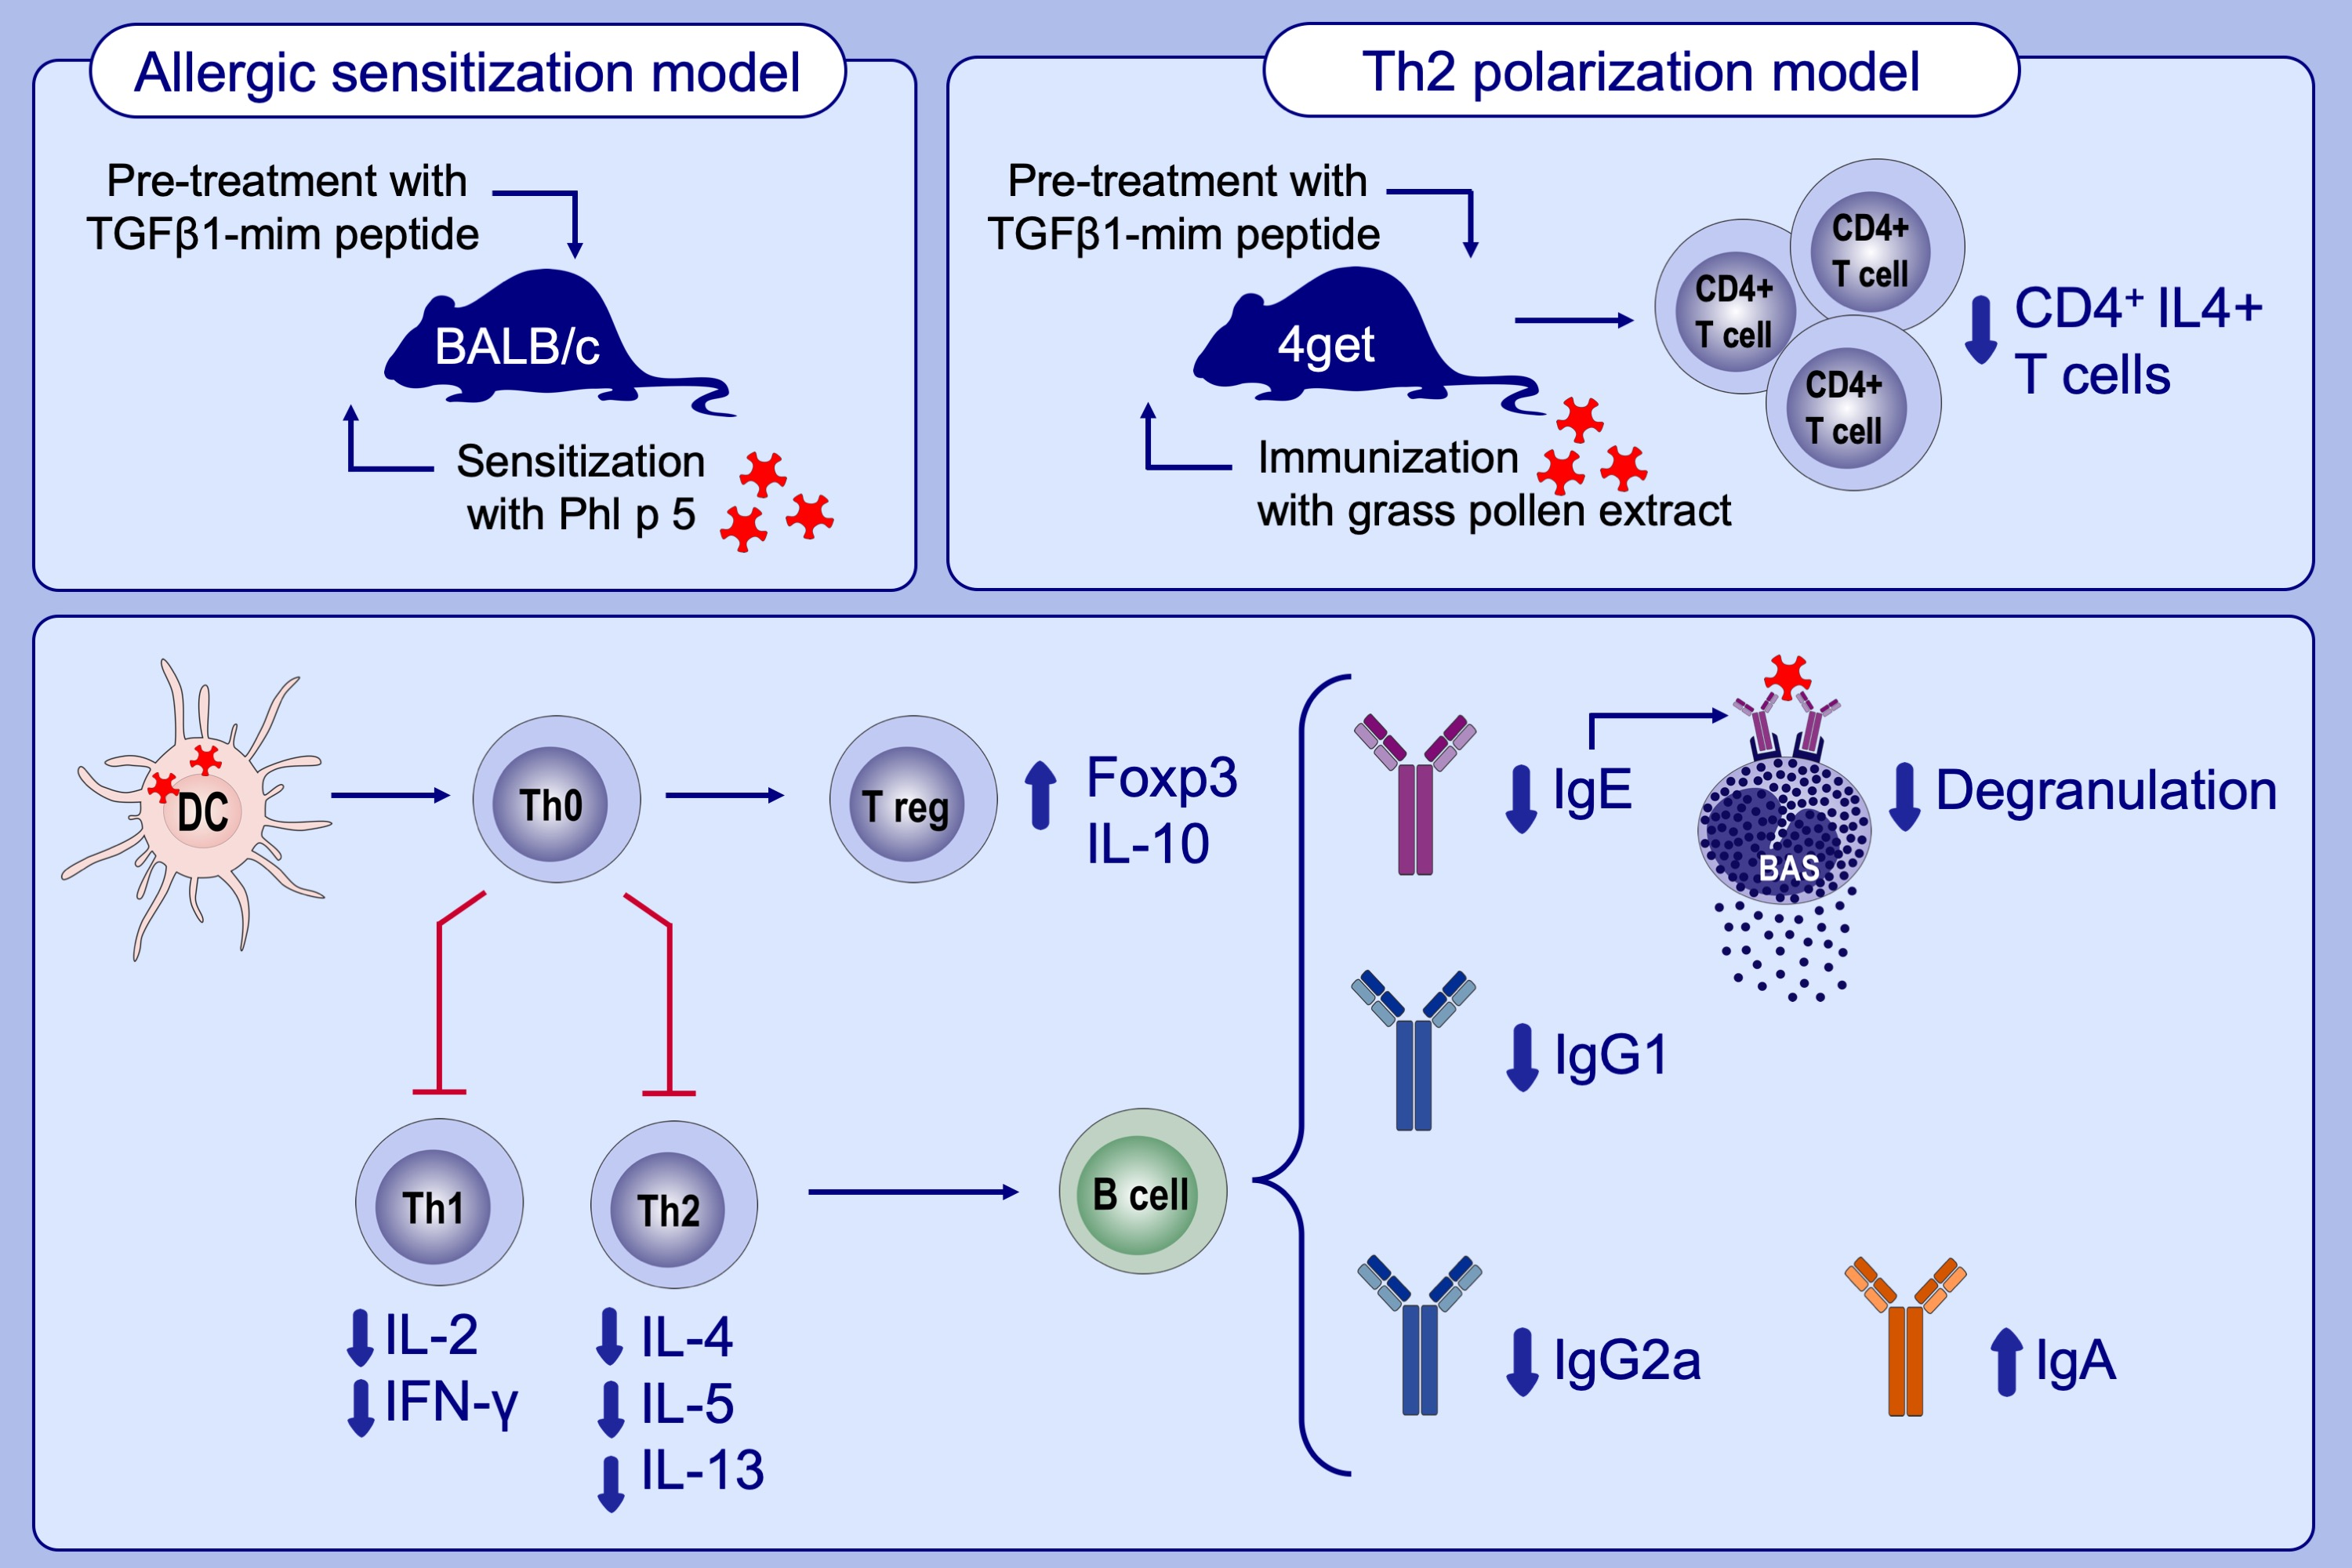 Allergic sensitization model
Pre-treatment with
TGFβ1-mim peptide
BALB/c
Sensitization
with Phl p 5
Th2 polarization model
Pre-treatment with
TGFβ1-mim peptide
4get
Immunization
with grass pollen extract
CD4+
T cell
CD4+
T cell
CD4+
T cell
CD4⁺ IL4+
T cells
DC
Th0
T reg
Foxp3
IL-10
Th1
Th2
IL-2
IFN-γ
IL-4
IL-5
IL-13
B cell
IgE
BAS
Degranulation
IgG1
IgG2a
IgA